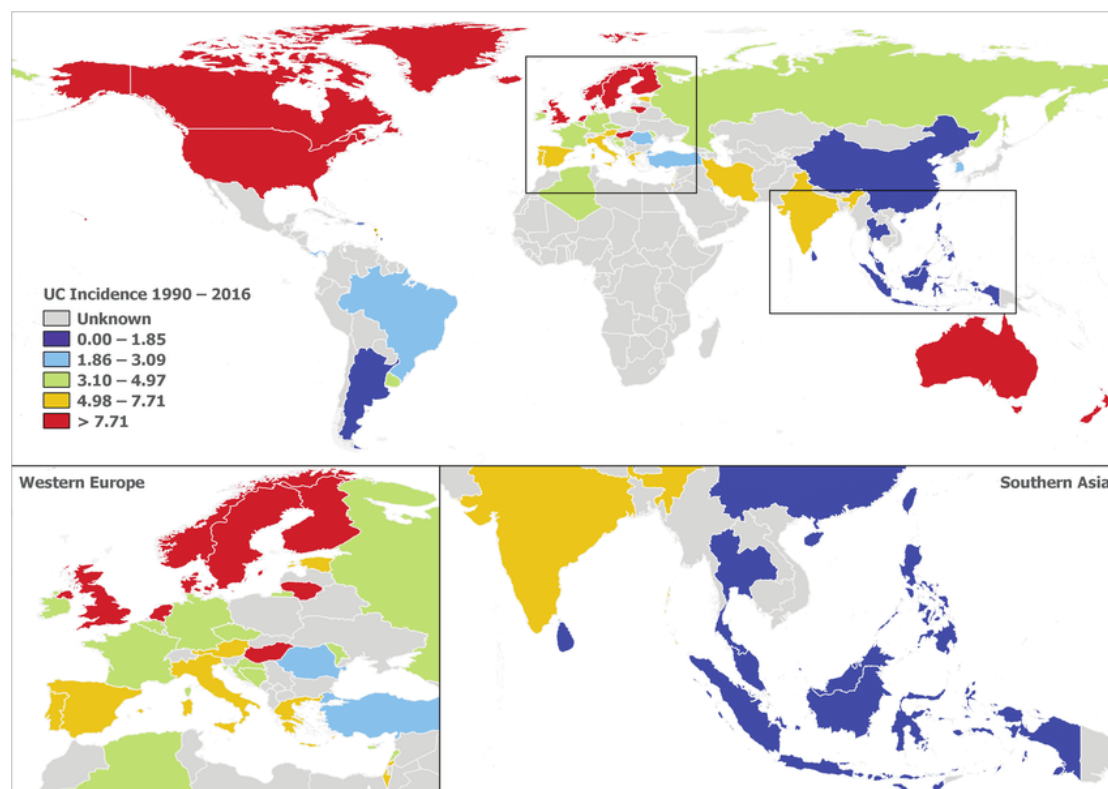 UC Incidence 1990 – 2016
Unknown
0.00 – 1.85
1.86 – 3.09
3.10 – 4.97
4.98 – 7.71
> 7.71
Western Europe
Southern Asia